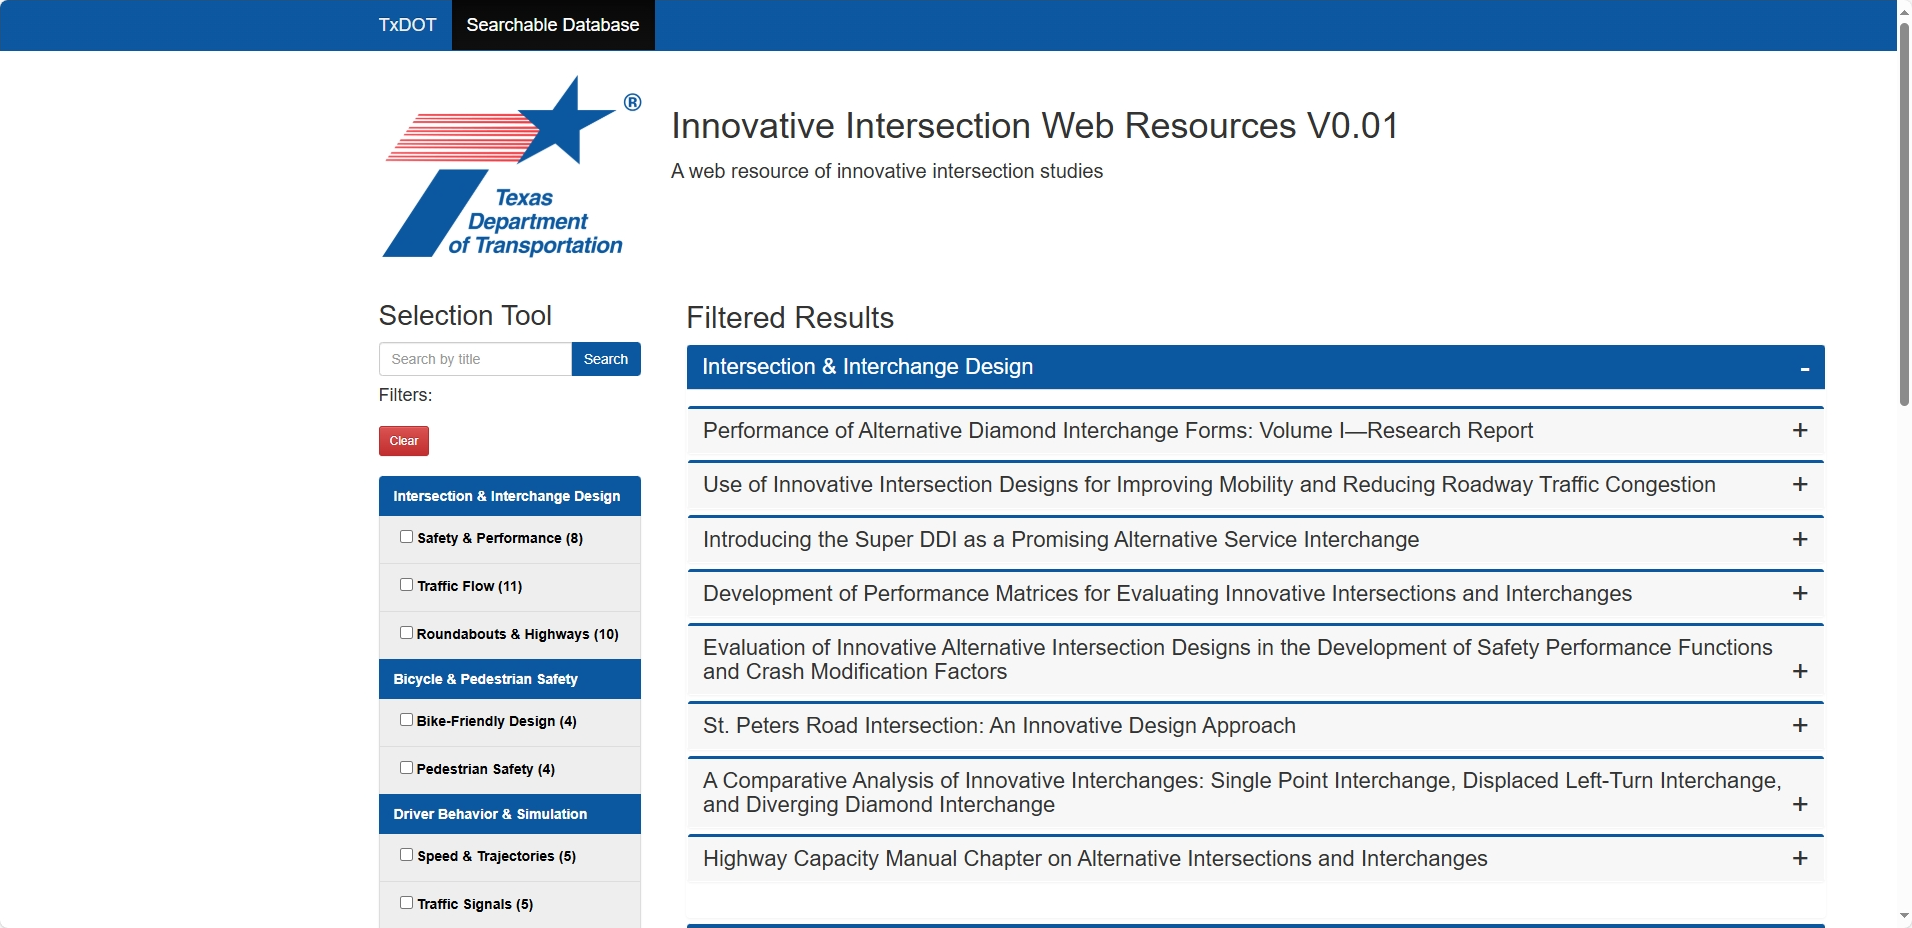 TxDOT
Searchable Database
®
Texas
Department
of Transportation
Innovative Intersection Web Resources V0.01
A web resource of innovative intersection studies
Selection Tool
Search by title
Search
Filters:
Clear
Intersection & Interchange Design
Safety & Performance (8)
Traffic Flow (11)
Roundabouts & Highways (10)
Bicycle & Pedestrian Safety
Bike-Friendly Design (4)
Pedestrian Safety (4)
Driver Behavior & Simulation
Speed & Trajectories (5)
Traffic Signals (5)
Filtered Results
Intersection & Interchange Design -
Performance of Alternative Diamond Interchange Forms: Volume I—Research Report +
Use of Innovative Intersection Designs for Improving Mobility and Reducing Roadway Traffic Congestion +
Introducing the Super DDI as a Promising Alternative Service Interchange +
Development of Performance Matrices for Evaluating Innovative Intersections and Interchanges +
Evaluation of Innovative Alternative Intersection Designs in the Development of Safety Performance Functions
and Crash Modification Factors +
St. Peters Road Intersection: An Innovative Design Approach +
A Comparative Analysis of Innovative Interchanges: Single Point Interchange, Displaced Left-Turn Interchange,
and Diverging Diamond Interchange +
Highway Capacity Manual Chapter on Alternative Intersections and Interchanges +